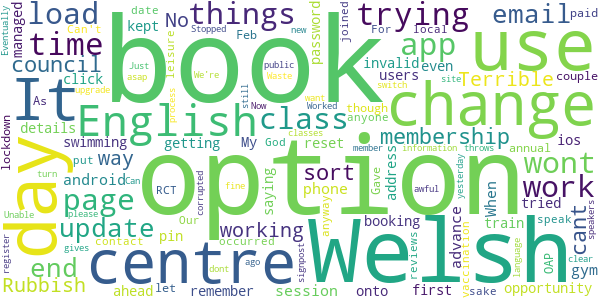 load book things trying email use
No
date kept Feb
Eventually managed
Can't
password joined For local paid
time Stopped leisure Just We're users app invalid even new couple
council click asap public Terrible Waste site
It English class option change
As upgrade process still Now Worked want though anyone switch
details My God reset membership ios
lockdown swimming getting classes information annual
day page way put android Can RCT saying sort phone address When throws yesterday wont
turn member fine corrupted Gave reviews awful tried work
update working pin Our booking advance vaccination train speak cant
Unable please contact occurred anyway OAP language clear speakers
end centre dont Welsh gym
register gives ahead let ago remember signpost session onto first sake opportunity
Rubbish